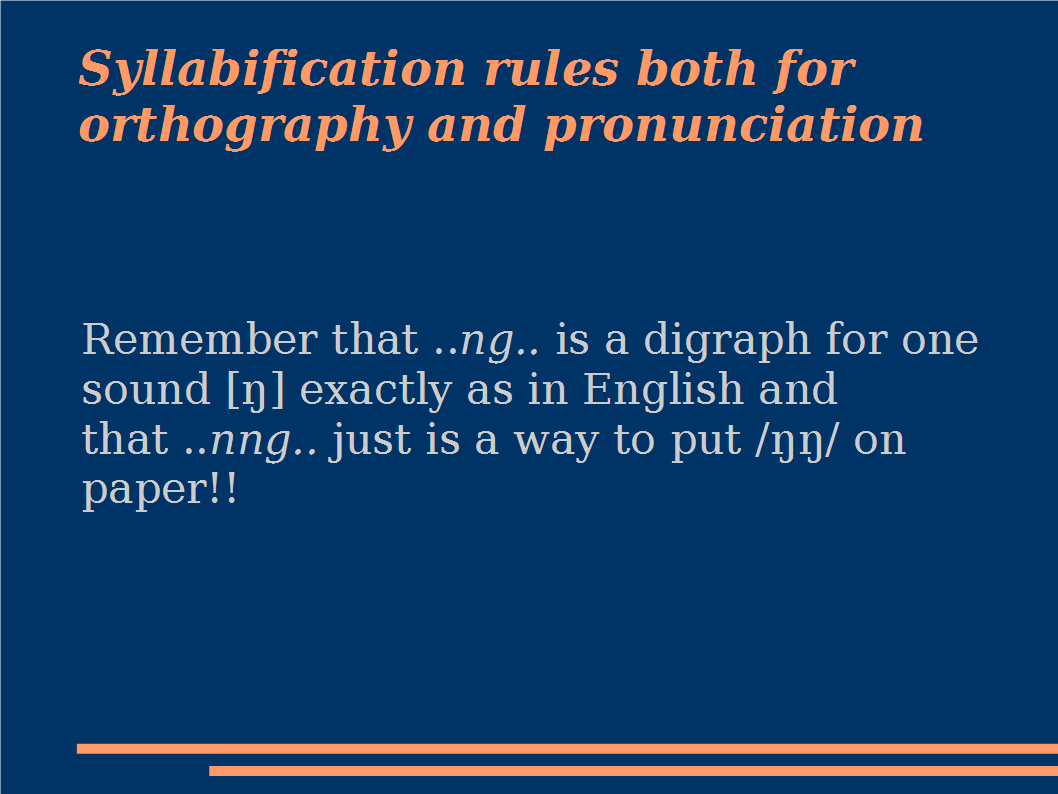 Syllabification rules both for
orthography and pronunciation
Remember that ..ng.. is a digraph for one
sound [ŋ] exactly as in English and
that ..nng.. just is a way to put /ŋŋ/ on
paper!!